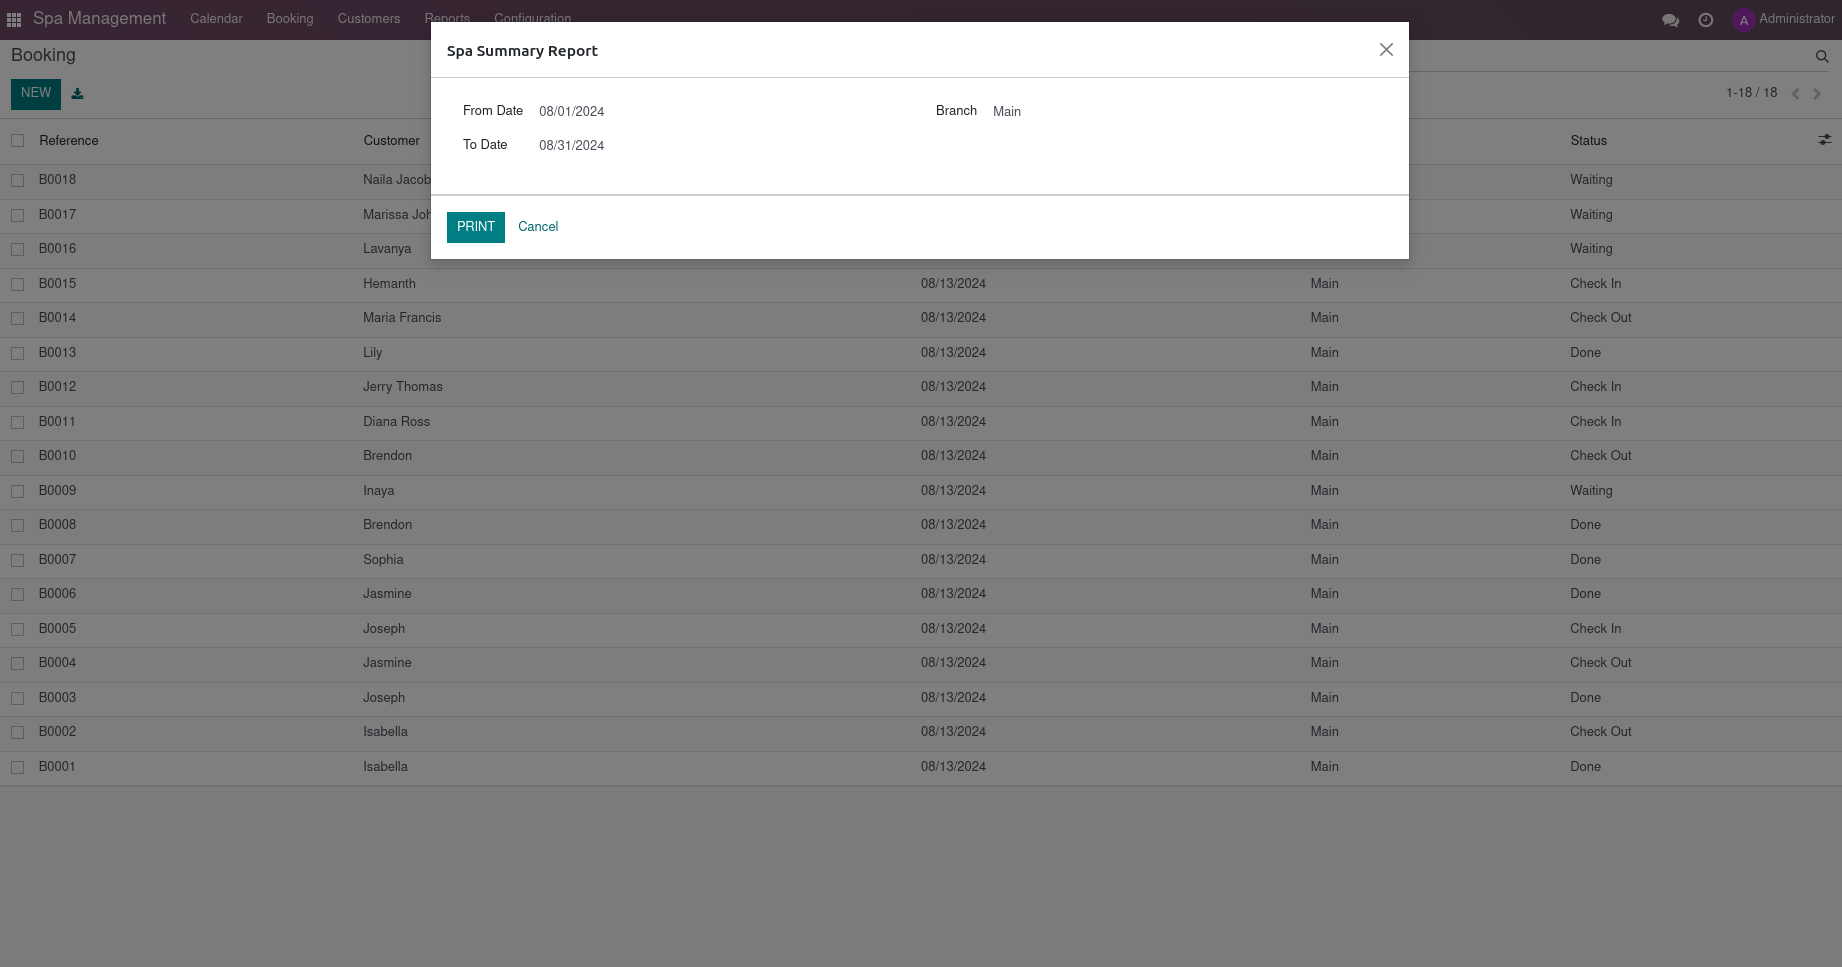 Spa Management Calendar Booking Customers Reports Configuration A Administrator
Booking
NEW
1-18 / 18
Spa Summary Report
From Date 08/01/2024 Branch Main
To Date 08/31/2024
PRINT Cancel
Reference Customer Status
B0018 Naila Jacob Waiting
B0017 Marissa Joh Waiting
B0016 Lavanya Waiting
B0015 Hemanth 08/13/2024 Main Check In
B0014 Maria Francis 08/13/2024 Main Check Out
B0013 Lily 08/13/2024 Main Done
B0012 Jerry Thomas 08/13/2024 Main Check In
B0011 Diana Ross 08/13/2024 Main Check In
B0010 Brendon 08/13/2024 Main Check Out
B0009 Inaya 08/13/2024 Main Waiting
B0008 Brendon 08/13/2024 Main Done
B0007 Sophia 08/13/2024 Main Done
B0006 Jasmine 08/13/2024 Main Done
B0005 Joseph 08/13/2024 Main Check In
B0004 Jasmine 08/13/2024 Main Check Out
B0003 Joseph 08/13/2024 Main Done
B0002 Isabella 08/13/2024 Main Check Out
B0001 Isabella 08/13/2024 Main Done